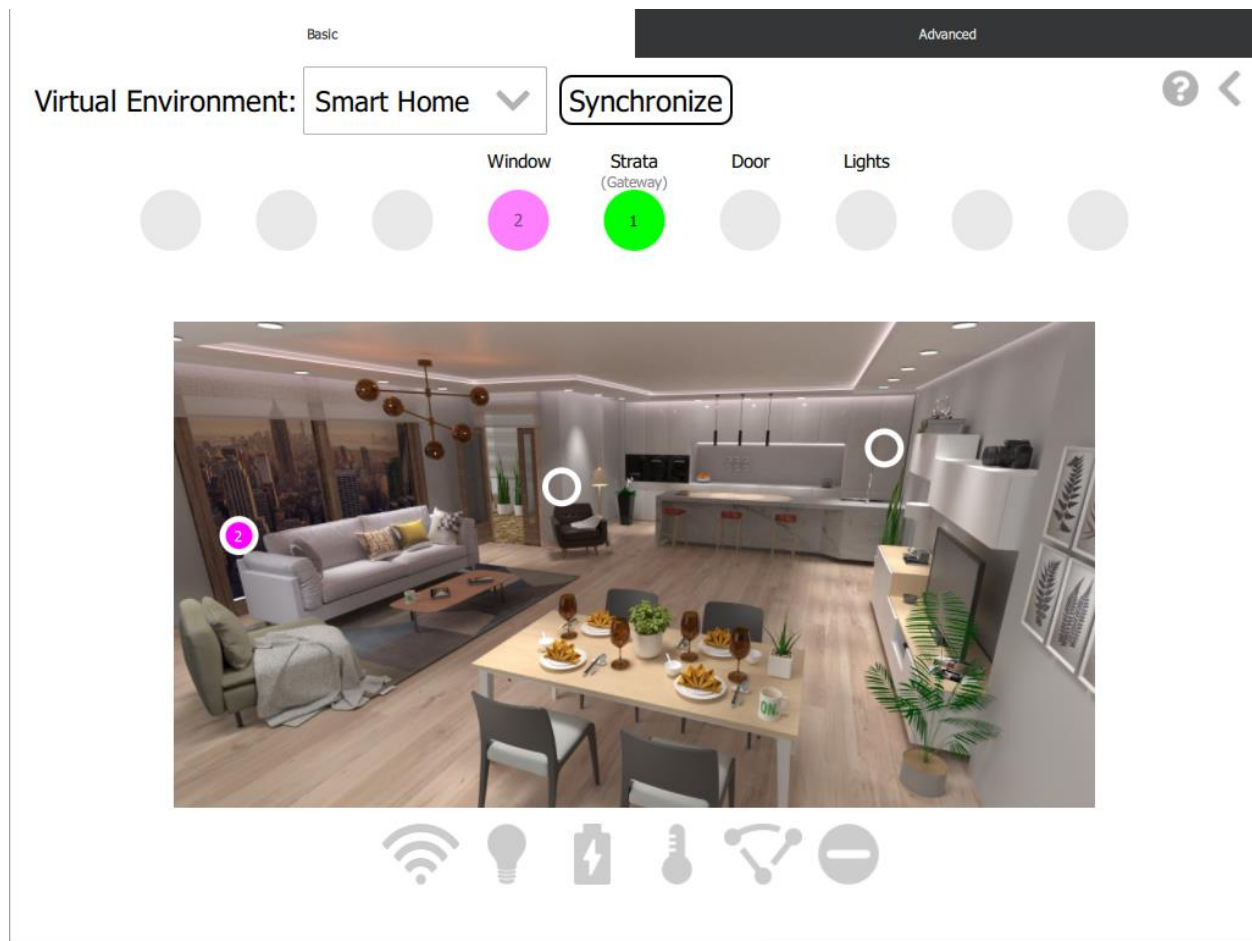 Basic
Advanced
Virtual Environment: Smart Home Synchronize
?
Window Strata Door Lights
(Gateway)
2 1
2
ON